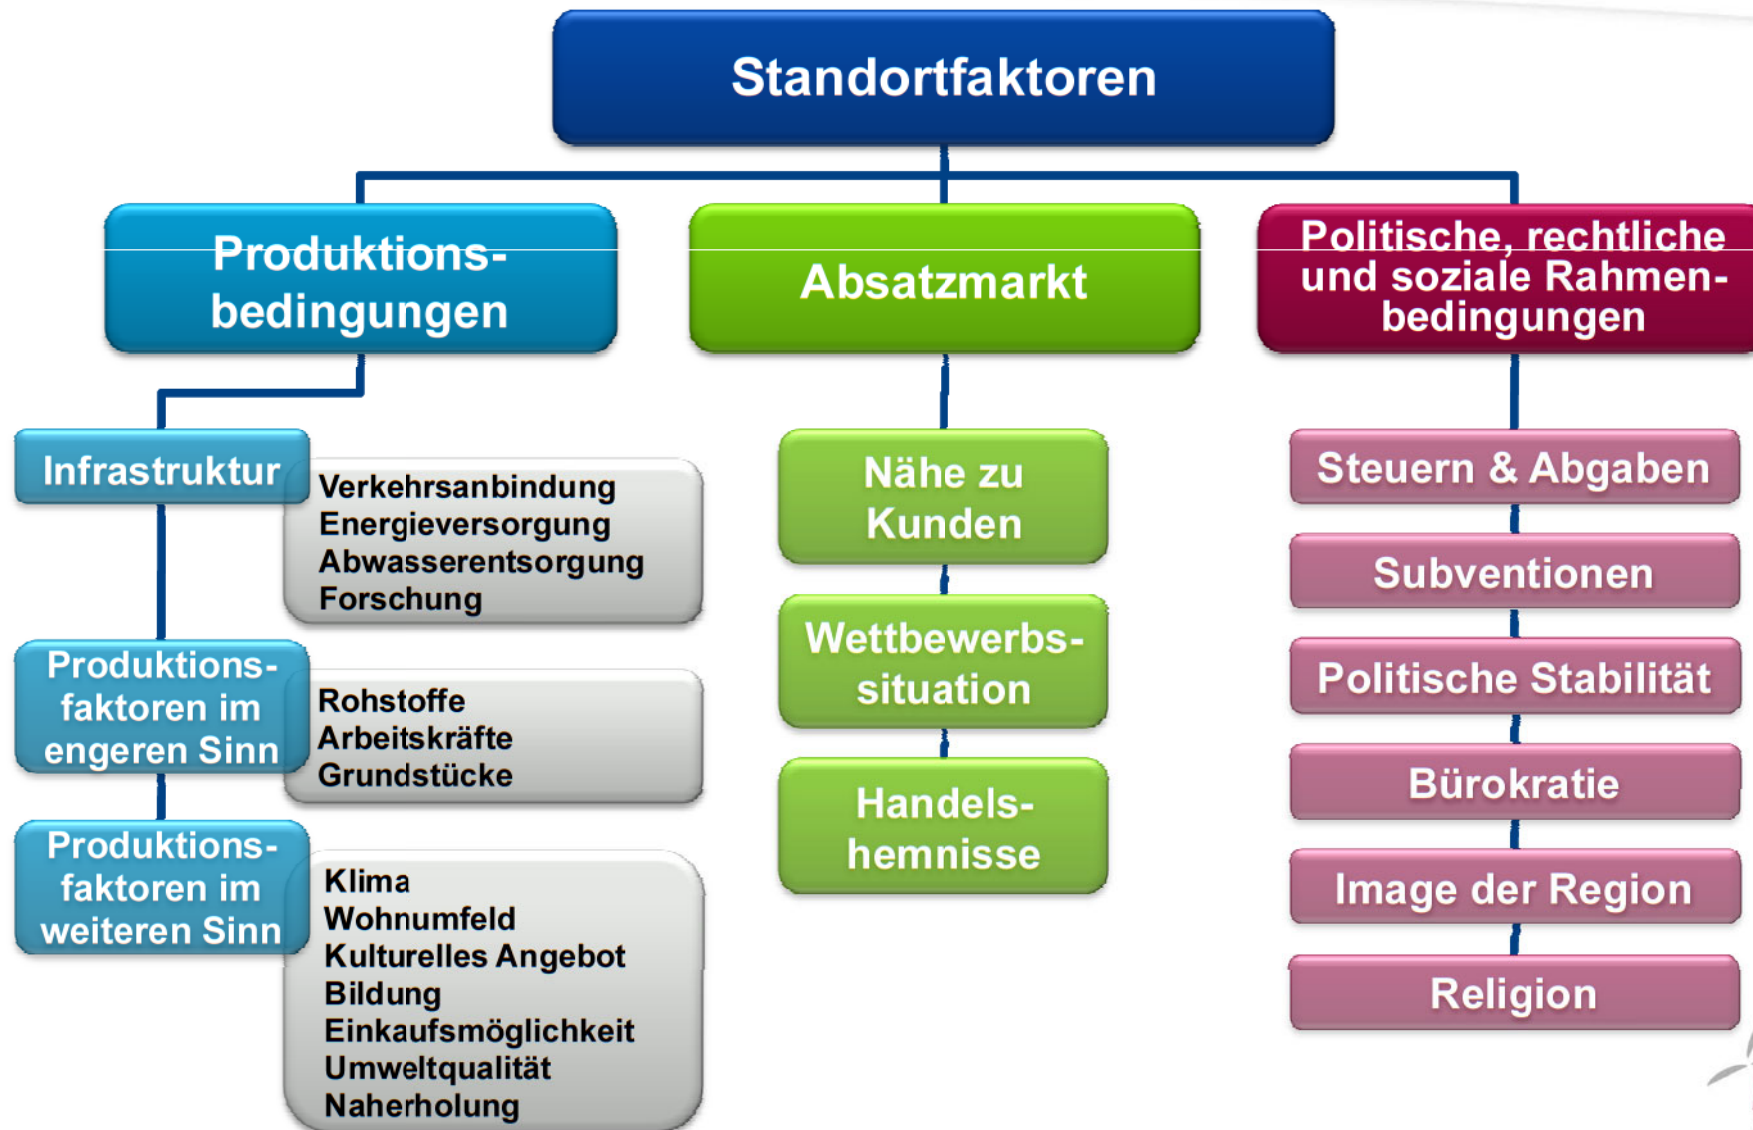 Standortfaktoren
Produktions-
bedingungen
Infrastruktur
Verkehrsanbindung
Energieversorgung
Abwasserentsorgung
Forschung
Produktions-
faktoren im
engeren Sinn
Rohstoffe
Arbeitskräfte
Grundstücke
Produktions-
faktoren im
weiteren Sinn
Klima
Wohnumfeld
Kulturelles Angebot
Bildung
Einkaufsmöglichkeit
Umweltqualität
Naherholung
Absatzmarkt
Nähe zu
Kunden
Wettbewerbs-
situation
Handels-
hemnisse
Politische, rechtliche
und soziale Rahmen-
bedingungen
Steuern & Abgaben
Subventionen
Politische Stabilität
Bürokratie
Image der Region
Religion